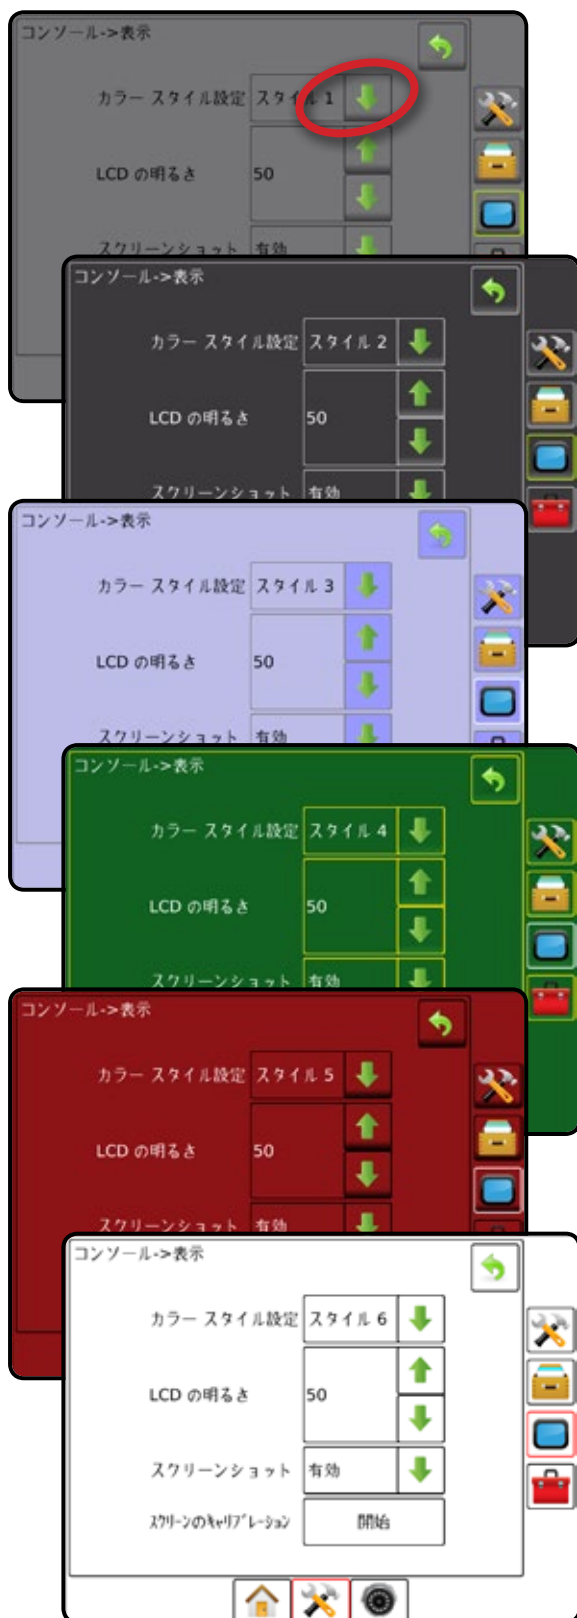 コンソール->表示
カラー スタイル設定 スタイル 1
LCD の明るさ 50
スクリーンショット 有効
コンソール->表示
カラー スタイル設定 スタイル 2
LCD の明るさ 50
スクリーンショット 有効
コンソール->表示
カラー スタイル設定 スタイル 3
LCD の明るさ 50
スクリーンショット 有効
コンソール->表示
カラー スタイル設定 スタイル 4
LCD の明るさ 50
スクリーンショット 有効
コンソール->表示
カラー スタイル設定 スタイル 5
LCD の明るさ 50
スクリーンショット 有効
コンソール->表示
カラー スタイル設定 スタイル 6
LCD の明るさ 50
スクリーンショット 有効
ｽｸﾘｰﾝのｷｬﾘﾌﾞﾚｰｼｮﾝ 開始